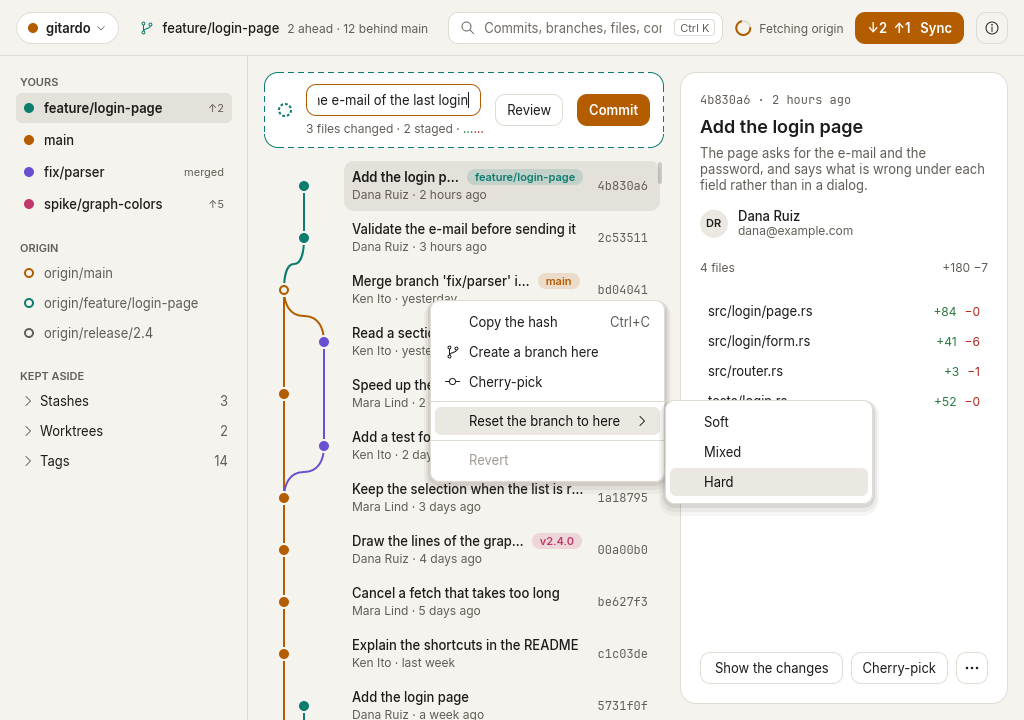 gitardo
feature/login-page 2 ahead · 12 behind main
Commits, branches, files, cor Ctrl K
Fetching origin
↓2 ↑1 Sync
YOURS
feature/login-page ↑2
main
fix/parser merged
spike/graph-colors ↑5
ORIGIN
origin/main
origin/feature/login-page
origin/release/2.4
KEPT ASIDE
Stashes 3
Worktrees 2
Tags 14
e e-mail of the last login
3 files changed · 2 staged · ......
Review
Commit
Add the login p... feature/login-page
Dana Ruiz · 2 hours ago 4b830a6
Validate the e-mail before sending it
Dana Ruiz · 3 hours ago 2c53511
Merge branch 'fix/parser' i... main
Ken Ito · yesterday bd04041
Read a sectio
Ken Ito · yeste
Speed up the
Mara Lind · 2
Add a test fo
Ken Ito · 2 day
Keep the selection when the list is r...
Mara Lind · 3 days ago 1a18795
Draw the lines of the grap... v2.4.0
Dana Ruiz · 4 days ago 00a00b0
Cancel a fetch that takes too long
Mara Lind · 5 days ago be627f3
Explain the shortcuts in the README
Ken Ito · last week c1c03de
Add the login page
Dana Ruiz · a week ago 5731f0f
Copy the hash Ctrl+C
Create a branch here
Cherry-pick
Reset the branch to here
Revert
Soft
Mixed
Hard
4b830a6 · 2 hours ago
Add the login page
The page asks for the e-mail and the
password, and says what is wrong under each
field rather than in a dialog.
DR
Dana Ruiz
dana@example.com
4 files +180 −7
src/login/page.rs +84 −0
src/login/form.rs +41 −6
src/router.rs +3 −1
tests/login.rs +52 −0
Show the changes
Cherry-pick